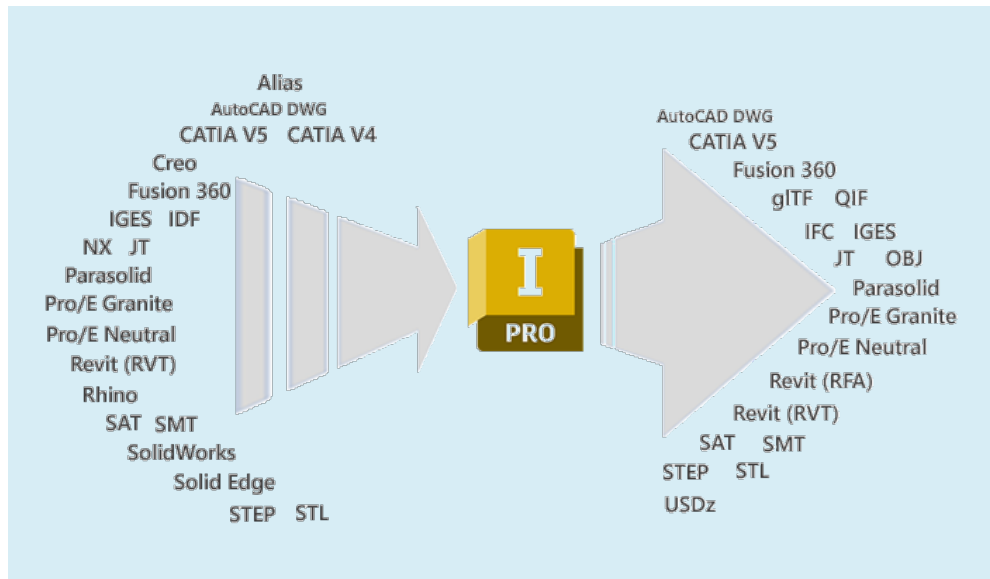 Alias
AutoCAD DWG
CATIA V5 CATIA V4
Creo
Fusion 360
IGES IDF
NX JT
Parasolid
Pro/E Granite
Pro/E Neutral
Revit (RVT)
Rhino
SAT SMT
SolidWorks
Solid Edge
STEP STL
I
PRO
AutoCAD DWG
CATIA V5
Fusion 360
glTF QIF
IFC IGES
JT OBJ
Parasolid
Pro/E Granite
Pro/E Neutral
Revit (RFA)
Revit (RVT)
SAT SMT
STEP STL
USDz